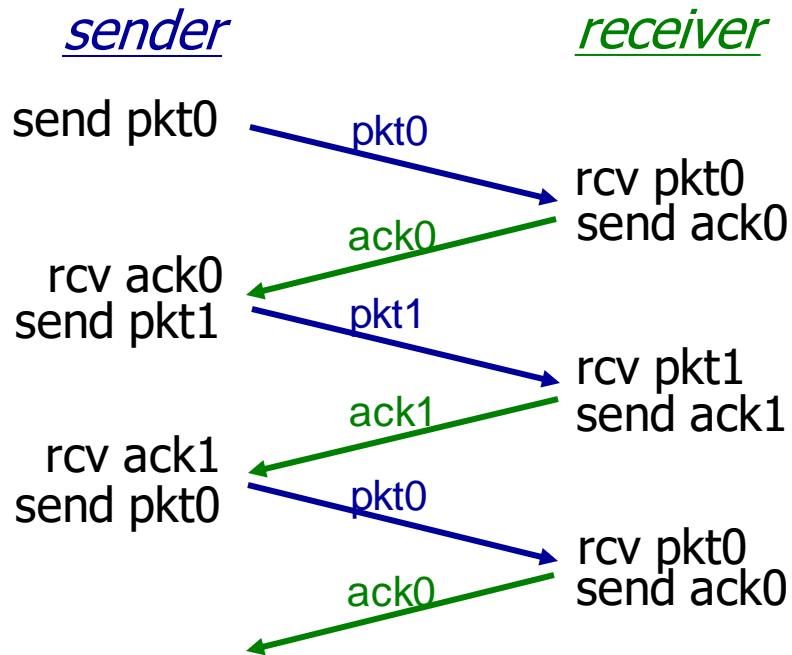 sender
receiver
send pkt0
pkt0
rcv pkt0
send ack0
ack0
rcv ack0
send pkt1
pkt1
rcv pkt1
send ack1
ack1
rcv ack1
send pkt0
pkt0
rcv pkt0
send ack0
ack0